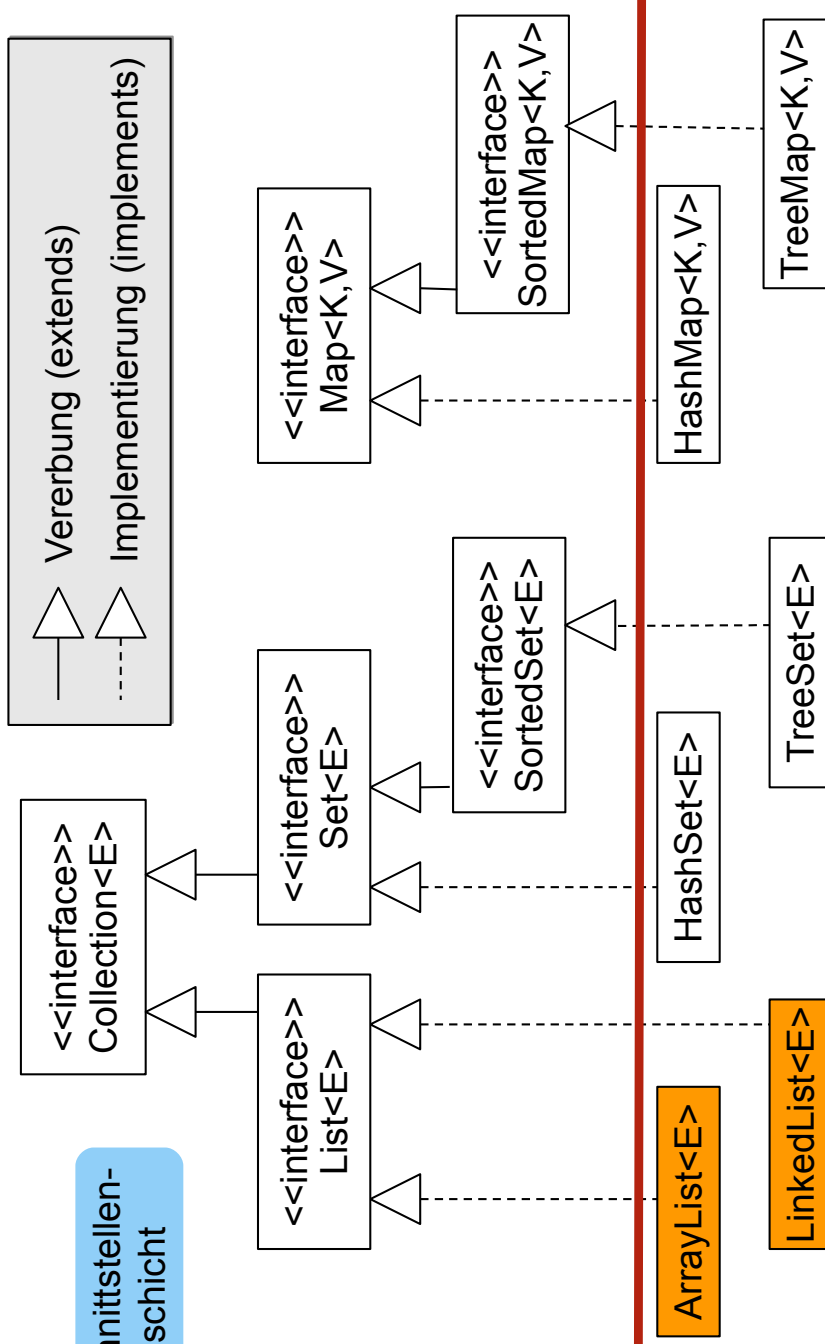 nittstellen-
schicht
<<interface>>
Collection<E>
Vererbung (extends)
Implementierung (implements)
<<interface>>
List<E>
<<interface>>
Set<E>
<<interface>>
Map<K,V>
<<interface>>
SortedSet<E>
<<interface>>
SortedMap<K,V>
ArrayList<E>
HashSet<E>
HashMap<K,V>
LinkedList<E>
TreeSet<E>
TreeMap<K,V>